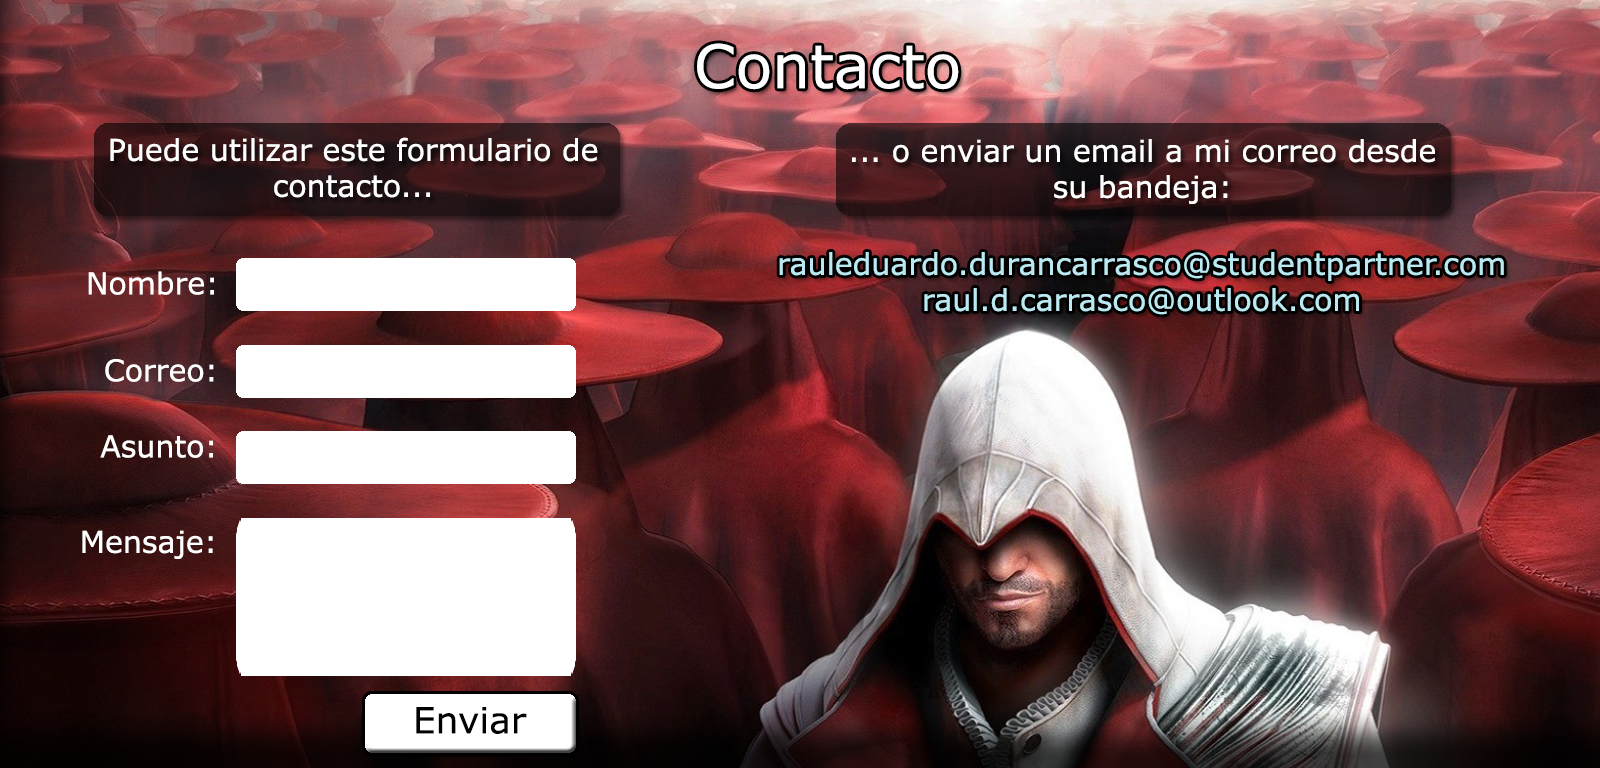 Contacto
Puede utilizar este formulario de
contacto...
Nombre:
Correo:
Asunto:
Mensaje:
Enviar
... o enviar un email a mi correo desde
su bandeja:
rauleduardo.durancarrasco@studentpartner.com
raul.d.carrasco@outlook.com